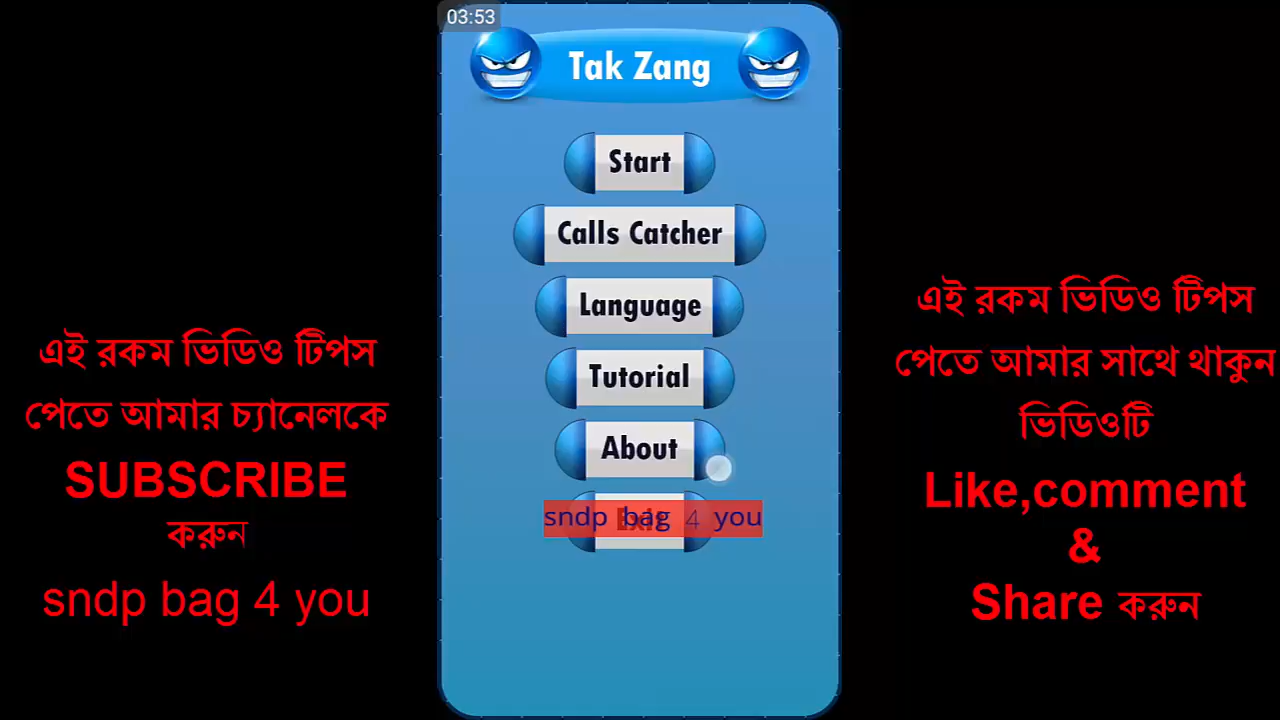 03:53
Tak Zang
Start
Calls Catcher
Language
Tutorial
About
Exit
sndp bag 4 you
এই রকম ভিডিও টিপস
পেতে আমার চ্যানেলকে
SUBSCRIBE
করুন
sndp bag 4 you
এই রকম ভিডিও টিপস
পেতে আমার সাথে থাকুন
ভিডিওটি
Like,comment
&
Share করুন